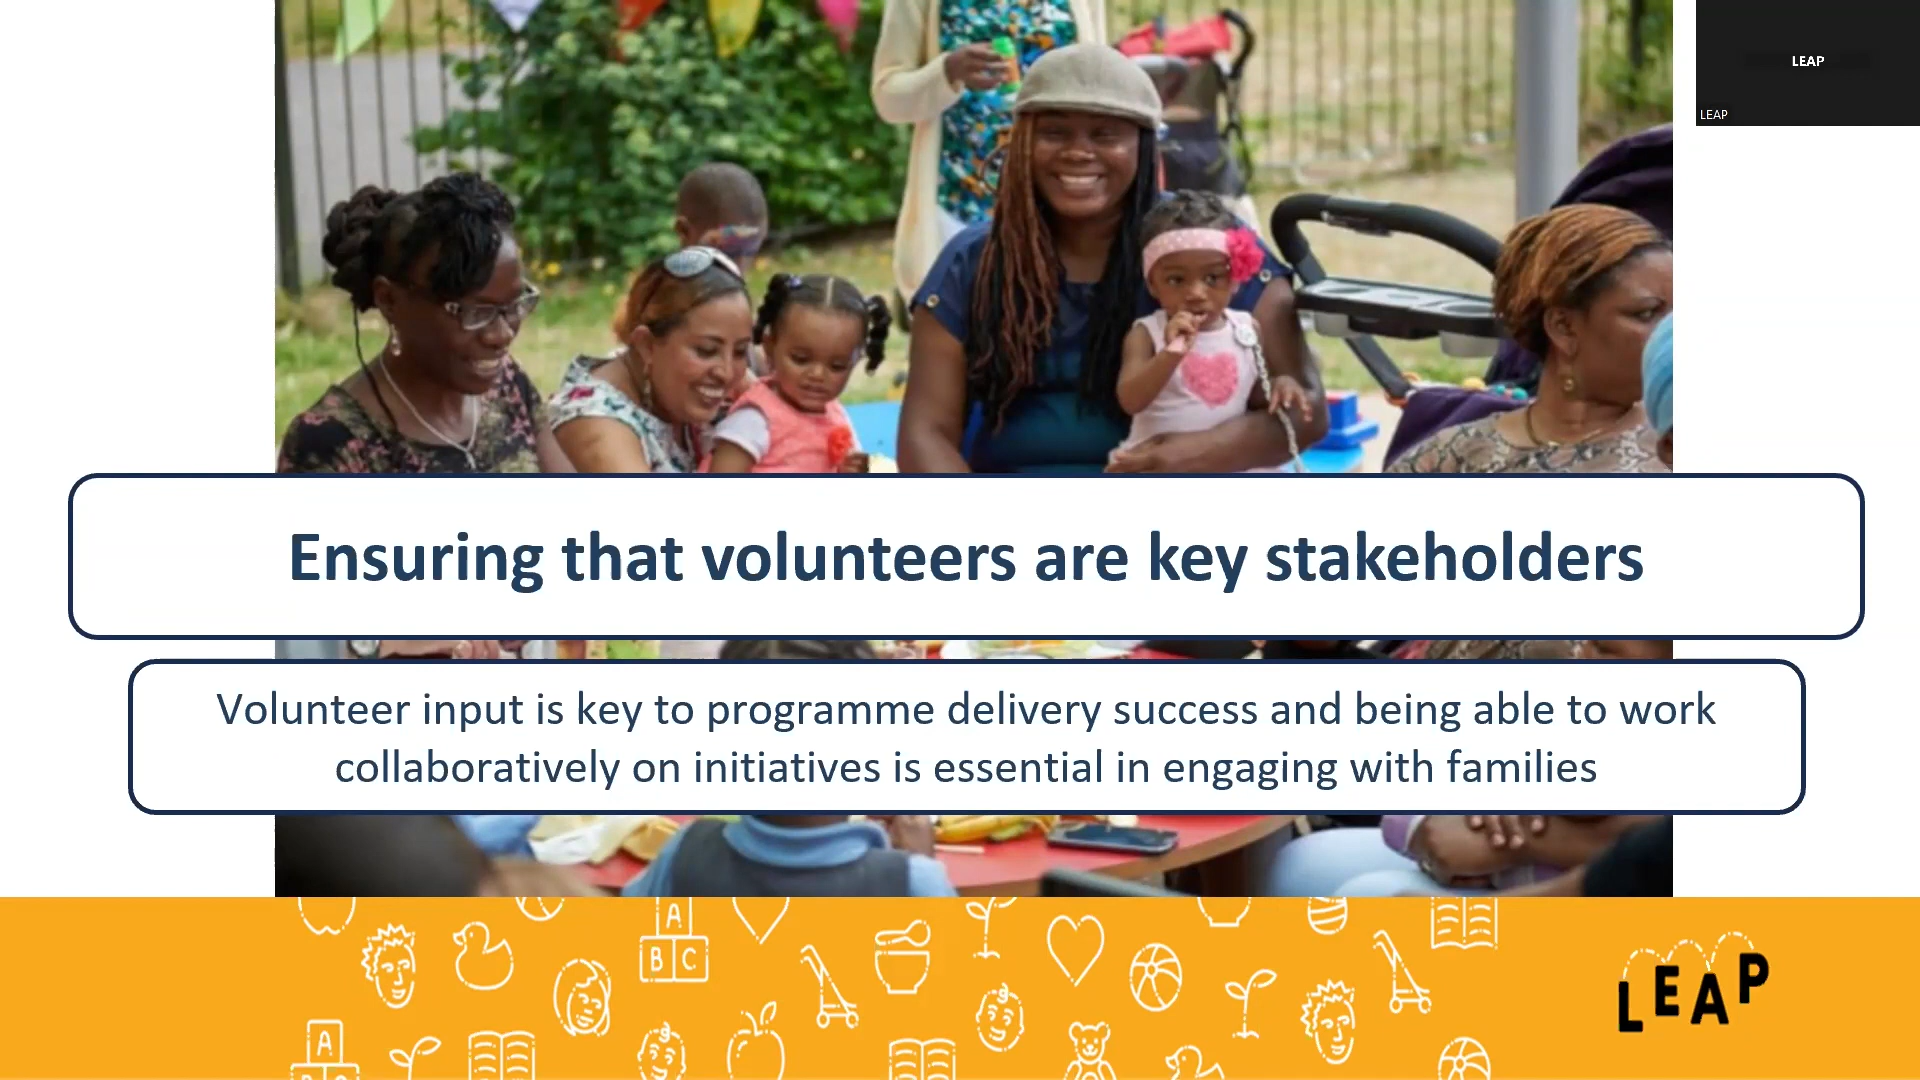 LEAP
LEAP
Ensuring that volunteers are key stakeholders
Volunteer input is key to programme delivery success and being able to work
collaboratively on initiatives is essential in engaging with families
A
B C
A
LEAP